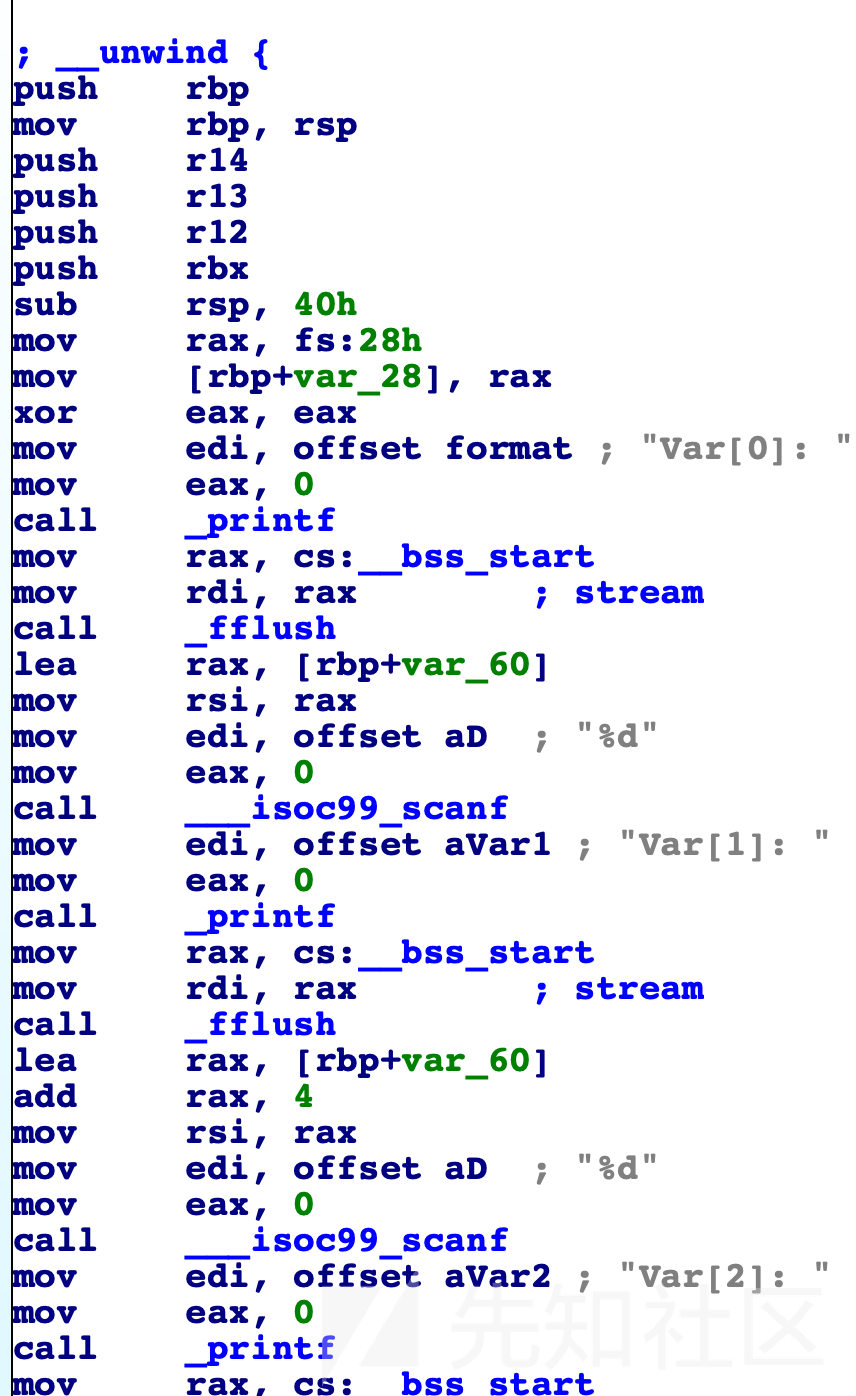 ; __unwind {
push rbp
mov rbp, rsp
push r14
push r13
push r12
push rbx
sub rsp, 40h
mov rax, fs:28h
mov [rbp+var_28], rax
xor eax, eax
mov edi, offset format ; "Var[0]: "
mov eax, 0
call _printf
mov rax, cs:__bss_start
mov rdi, rax ; stream
call _fflush
lea rax, [rbp+var_60]
mov rsi, rax
mov edi, offset aD ; "%d"
mov eax, 0
call ___isoc99_scanf
mov edi, offset aVar1 ; "Var[1]: "
mov eax, 0
call _printf
mov rax, cs:__bss_start
mov rdi, rax ; stream
call _fflush
lea rax, [rbp+var_60]
add rax, 4
mov rsi, rax
mov edi, offset aD ; "%d"
mov eax, 0
call ___isoc99_scanf
mov edi, offset aVar2 ; "Var[2]: "
mov eax, 0
call _printf
mov rax, cs:__bss_start
先知社区